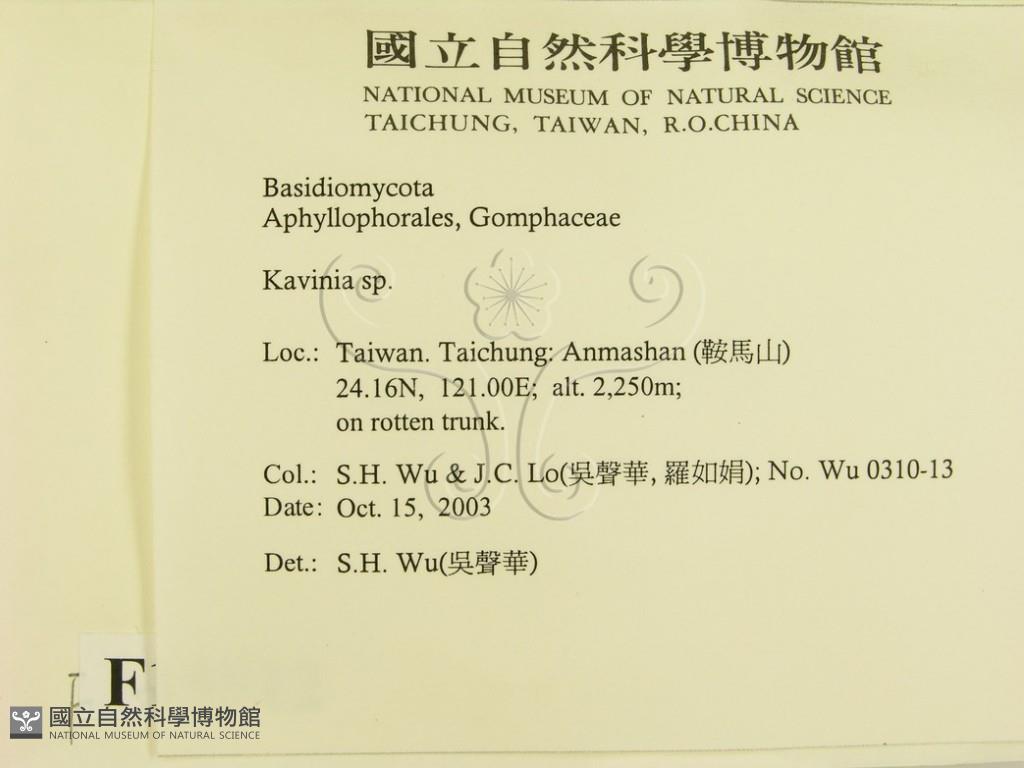 國立自然科學博物館
NATIONAL MUSEUM OF NATURAL SCIENCE
TAICHUNG, TAIWAN, R.O.CHINA
Basidiomycota
Aphyllophorales, Gomphaceae
Kavinia sp.
Loc.: Taiwan. Taichung: Anmashan (鞍馬山)
24.16N, 121.00E; alt. 2,250m;
on rotten trunk.
Col.: S.H. Wu & J.C. Lo(吳聲華, 羅如娟); No. Wu 0310-13
Date: Oct. 15, 2003
Det.: S.H. Wu(吳聲華)
F
國立自然科學博物館
NATIONAL MUSEUM OF NATURAL SCIENCE